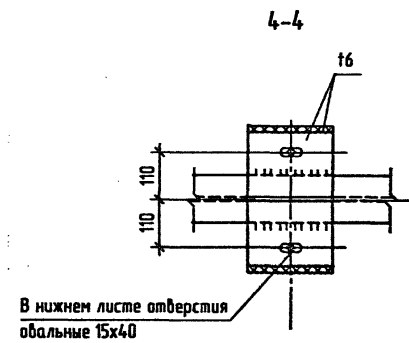 4-4
t6
110
110
В нижнем листе отверстия
овальные 15x40